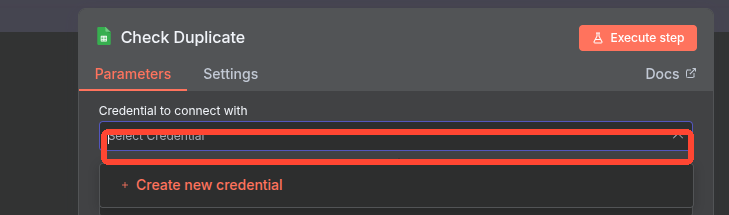 Check Duplicate
Execute step
Parameters
Settings
Docs
Credential to connect with
Select Credential
+ Create new credential